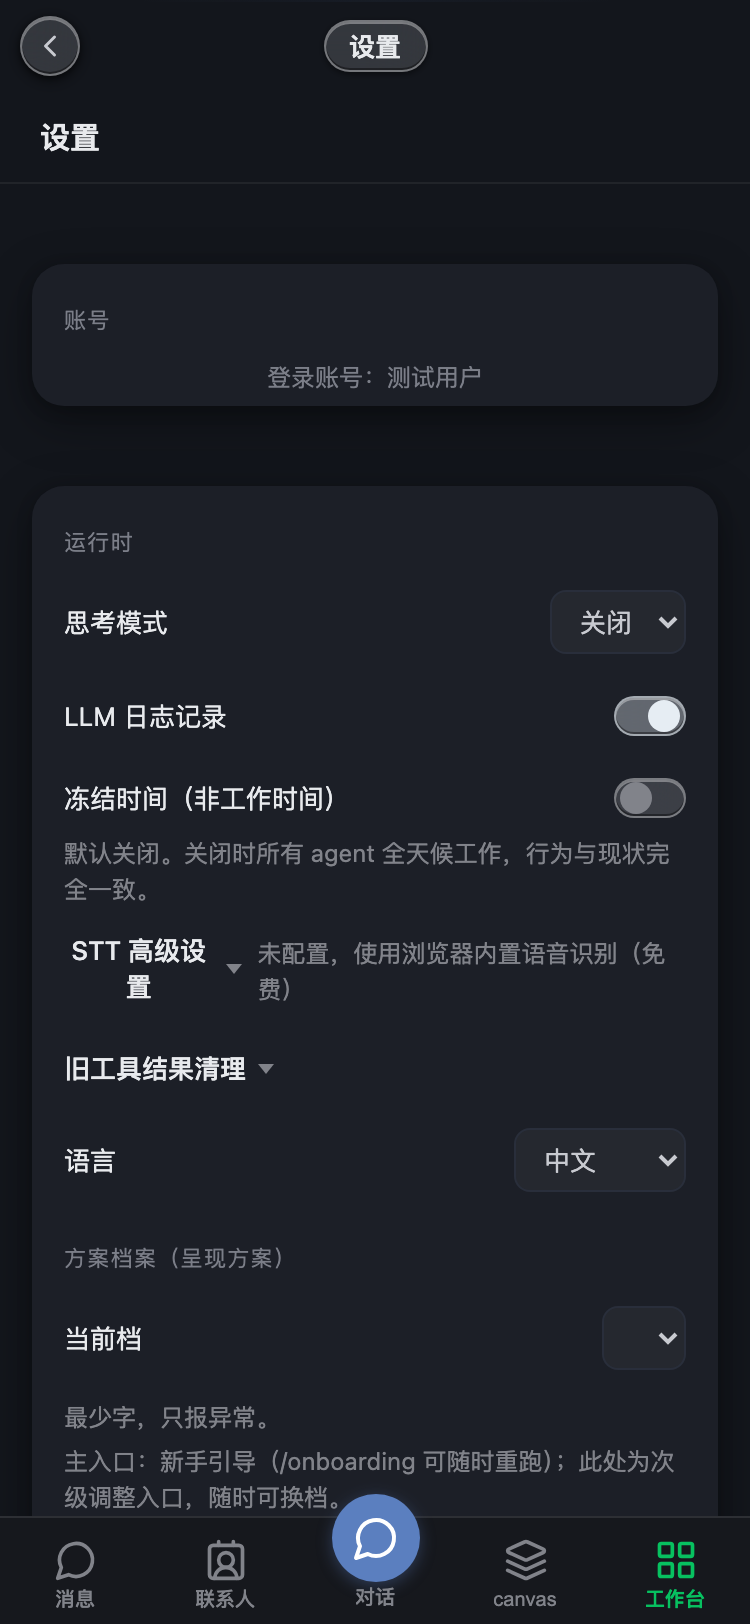 设置
设置
账号
登录账号：测试用户
运行时
思考模式
关闭
LLM 日志记录
冻结时间（非工作时间）
默认关闭。关闭时所有 agent 全天候工作，行为与现状完
全一致。
STT 高级设
置
未配置，使用浏览器内置语音识别（免
费）
旧工具结果清理
语言
中文
方案档案（呈现方案）
当前档
最少字，只报异常。
主入口：新手引导（/onboarding 可随时重跑）；此处为次
级调整入口，随时可换档。
消息
联系人
对话
canvas
工作台